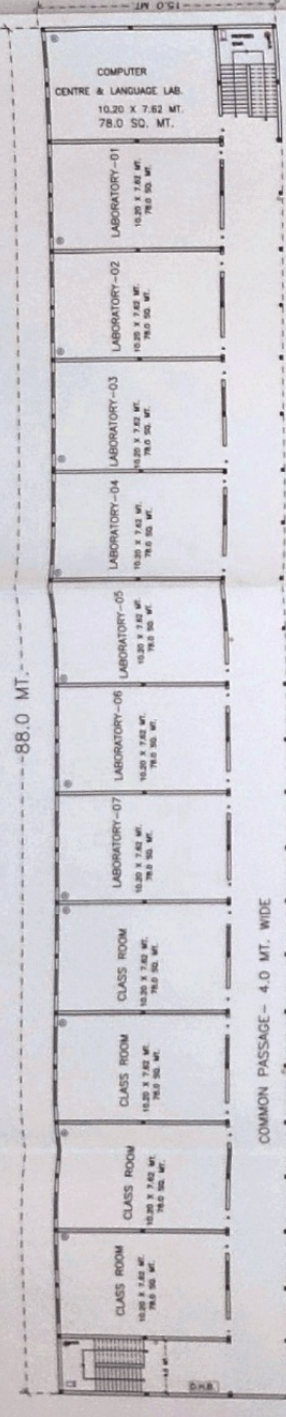 15.0 MT.
PROPOSED
COMPUTER
CENTRE & LANGUAGE LAB.
10.20 X 7.62 MT.
78.0 SQ. MT.
LABORATORY-01
10.20 X 7.62 MT.
78.0 SQ. MT.
LABORATORY-02
10.20 X 7.62 MT.
78.0 SQ. MT.
LABORATORY-03
10.20 X 7.62 MT.
78.0 SQ. MT.
LABORATORY-04
10.20 X 7.62 MT.
78.0 SQ. MT.
LABORATORY-05
10.20 X 7.62 MT.
78.0 SQ. MT.
88.0 MT.
LABORATORY-06
10.20 X 7.62 MT.
78.0 SQ. MT.
LABORATORY-07
10.20 X 7.62 MT.
78.0 SQ. MT.
CLASS ROOM
10.20 X 7.62 MT.
78.0 SQ. MT.
CLASS ROOM
10.20 X 7.62 MT.
78.0 SQ. MT.
CLASS ROOM
10.20 X 7.62 MT.
78.0 SQ. MT.
CLASS ROOM
10.20 X 7.62 MT.
78.0 SQ. MT.
COMMON PASSAGE- 4.0 MT. WIDE
D.H.B.